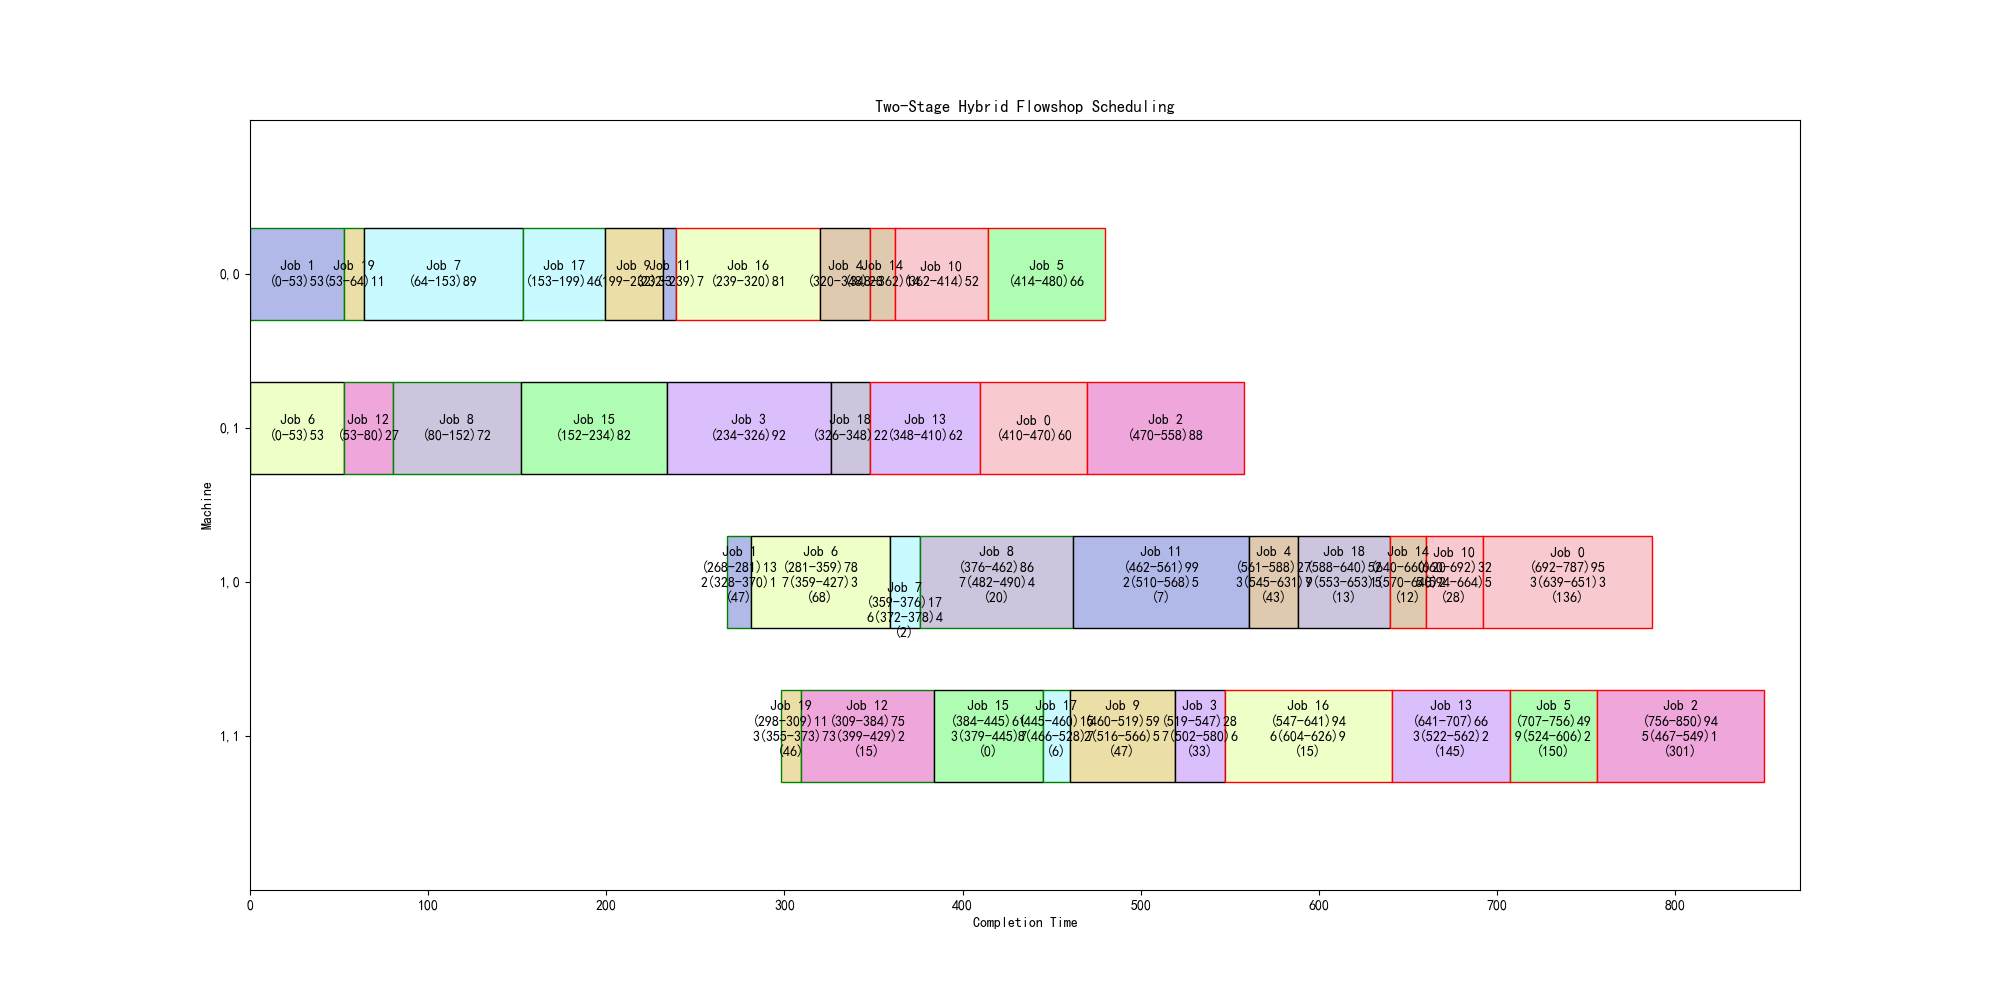 Two-Stage Hybrid Flowshop Scheduling
Machine
0,0
Job 1
(0-53)53
Job 19
(53-64)11
Job 7
(64-153)89
Job 17
(153-199)46
Job 9
(199-232)33
Job 11
(232-239)7
Job 16
(239-320)81
Job 4
(320-348)28
Job 14
(348-362)14
Job 10
(362-414)52
Job 5
(414-480)66
0,1
Job 6
(0-53)53
Job 12
(53-80)27
Job 8
(80-152)72
Job 15
(152-234)82
Job 3
(234-326)92
Job 18
(326-348)22
Job 13
(348-410)62
Job 0
(410-470)60
Job 2
(470-558)88
1,0
Job 1
(268-281)13
2(328-370)1
(47)
Job 6
(281-359)78
7(359-427)3
(68)
Job 7
(359-376)17
6(372-378)4
(2)
Job 8
(376-462)86
7(482-490)4
(20)
Job 11
(462-561)99
2(510-568)5
(7)
Job 4
(561-588)27
3(545-631)
(43)
Job 18
(588-640)52
(553-653)
(13)
Job 14
(640-660)20
(570-648)
(12)
Job 10
(660-692)32
(594-664)5
(28)
Job 0
(692-787)95
3(639-651)3
(136)
1,1
Job 19
(298-309)11
3(355-373)7
(46)
Job 12
(309-384)75
3(399-429)2
(15)
Job 15
(384-445)61
3(379-445)
(0)
Job 17
(445-460)15
(466-528)
(6)
Job 9
(460-519)59
(516-566)5
(47)
Job 3
(519-547)28
7(502-580)6
(33)
Job 16
(547-641)94
6(604-626)9
(15)
Job 13
(641-707)66
3(522-562)2
(145)
Job 5
(707-756)49
9(524-606)2
(150)
Job 2
(756-850)94
5(467-549)1
(301)
0
100
200
300
400
500
600
700
800
Completion Time